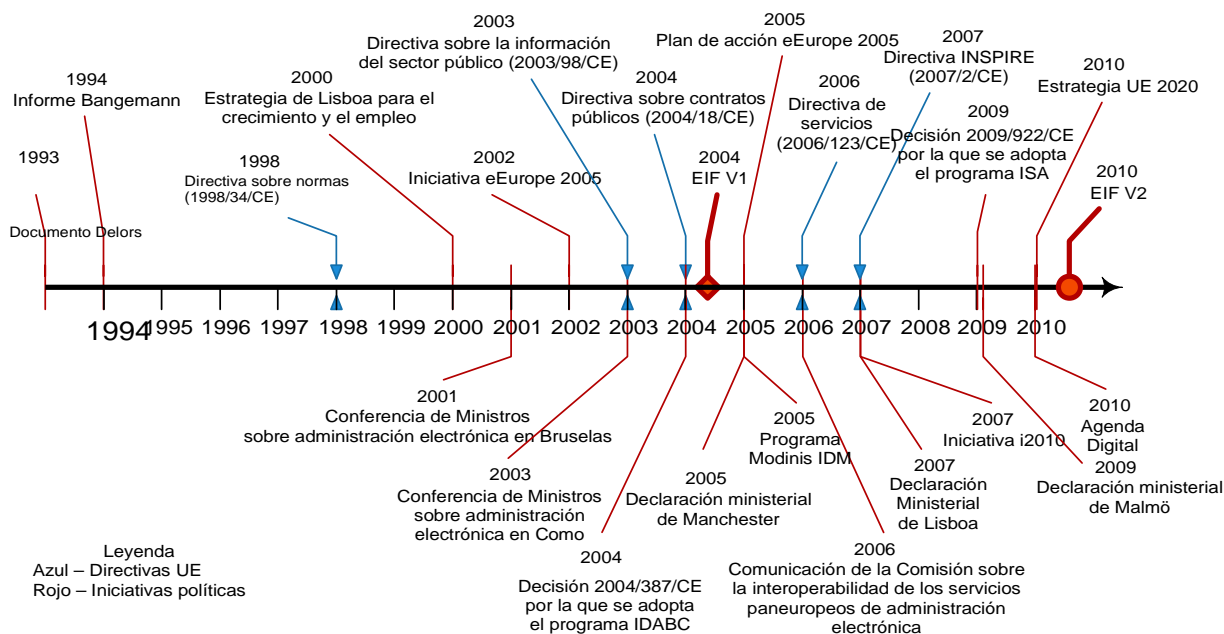 1993
Documento Delors
1994
Informe Bangemann
1998
Directiva sobre normas
(1998/34/CE)
2000
Estrategia de Lisboa para el
crecimiento y el empleo
2002
Iniciativa eEurope 2005
2003
Directiva sobre la información
del sector público (2003/98/CE)
2004
Directiva sobre contratos
públicos (2004/18/CE)
2004
EIF V1
2005
Plan de acción eEurope 2005
2006
Directiva de
servicios
(2006/123/CE)
2007
Directiva INSPIRE
(2007/2/CE)
2009
Decisión 2009/922/CE
por la que se adopta
el programa ISA
2010
Estrategia UE 2020
2010
EIF V2
1994
1995
1996
1997
1998
1999
2000
2001
2002
2003
2004
2005
2006
2007
2008
2009
2010
2001
Conferencia de Ministros
sobre administración electrónica en Bruselas
2003
Conferencia de Ministros
sobre administración
electrónica en Como
2004
Decisión 2004/387/CE
por la que se adopta
el programa IDABC
2005
Declaración ministerial
de Manchester
2005
Programa
Modinis IDM
2006
Comunicación de la Comisión sobre
la interoperabilidad de los servicios
paneuropeos de administración
electrónica
2007
Declaración
Ministerial
de Lisboa
2007
Iniciativa i2010
2009
Declaración ministerial
de Malmö
2010
Agenda
Digital
Leyenda
Azul – Directivas UE
Rojo – Iniciativas políticas